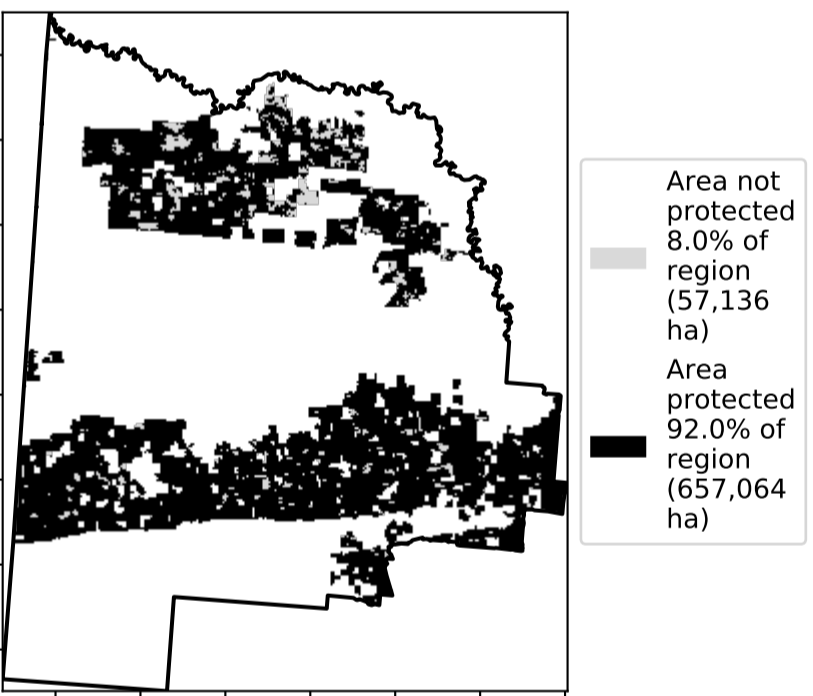 Area not
protected
8.0% of
region
(57,136
ha)
Area
protected
92.0% of
region
(657,064
ha)